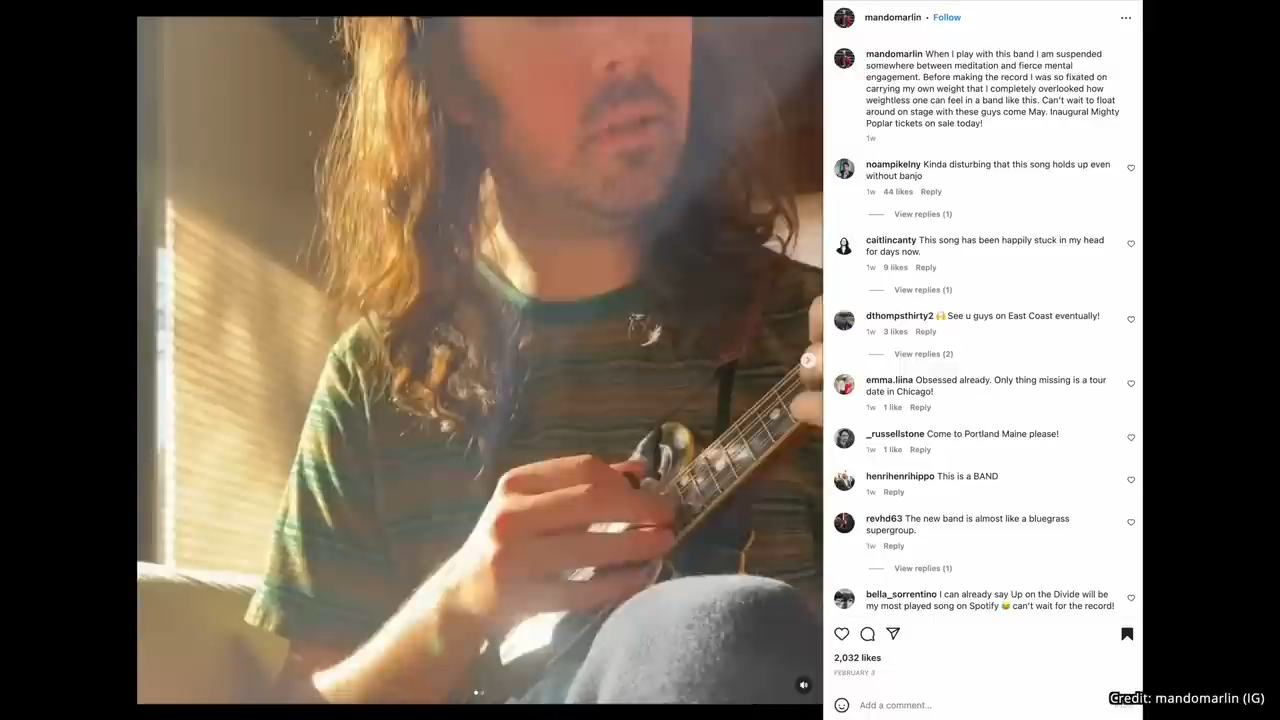 mandomarlin • Follow
mandomarlin When I play with this band I am suspended
somewhere between meditation and fierce mental
engagement. Before making the record I was so fixated on
carrying my own weight that I completely overlooked how
weightless one can feel in a band like this. Can't wait to float
around on stage with these guys come May. Inaugural Mighty
Poplar tickets on sale today!
1w
noampikelny Kinda disturbing that this song holds up even
without banjo
1w 44 likes Reply
View replies (1)
caitlincanty This song has been happily stuck in my head
for days now.
1w 9 likes Reply
View replies (1)
dthompsthirty2 🙌See u guys on East Coast eventually!
1w 3 likes Reply
View replies (2)
emma.liina Obsessed already. Only thing missing is a tour
date in Chicago!
1w 1 like Reply
_russellstone Come to Portland Maine please!
1w 1 like Reply
henrihenrihippo This is a BAND
1w Reply
revhd63 The new band is almost like a bluegrass
supergroup.
1w Reply
View replies (1)
bella_sorrentino I can already say Up on the Divide will be
my most played song on Spotify 😂 can't wait for the record!
2,032 likes
FEBRUARY 3
Add a comment...
Credit: mandomarlin (IG)